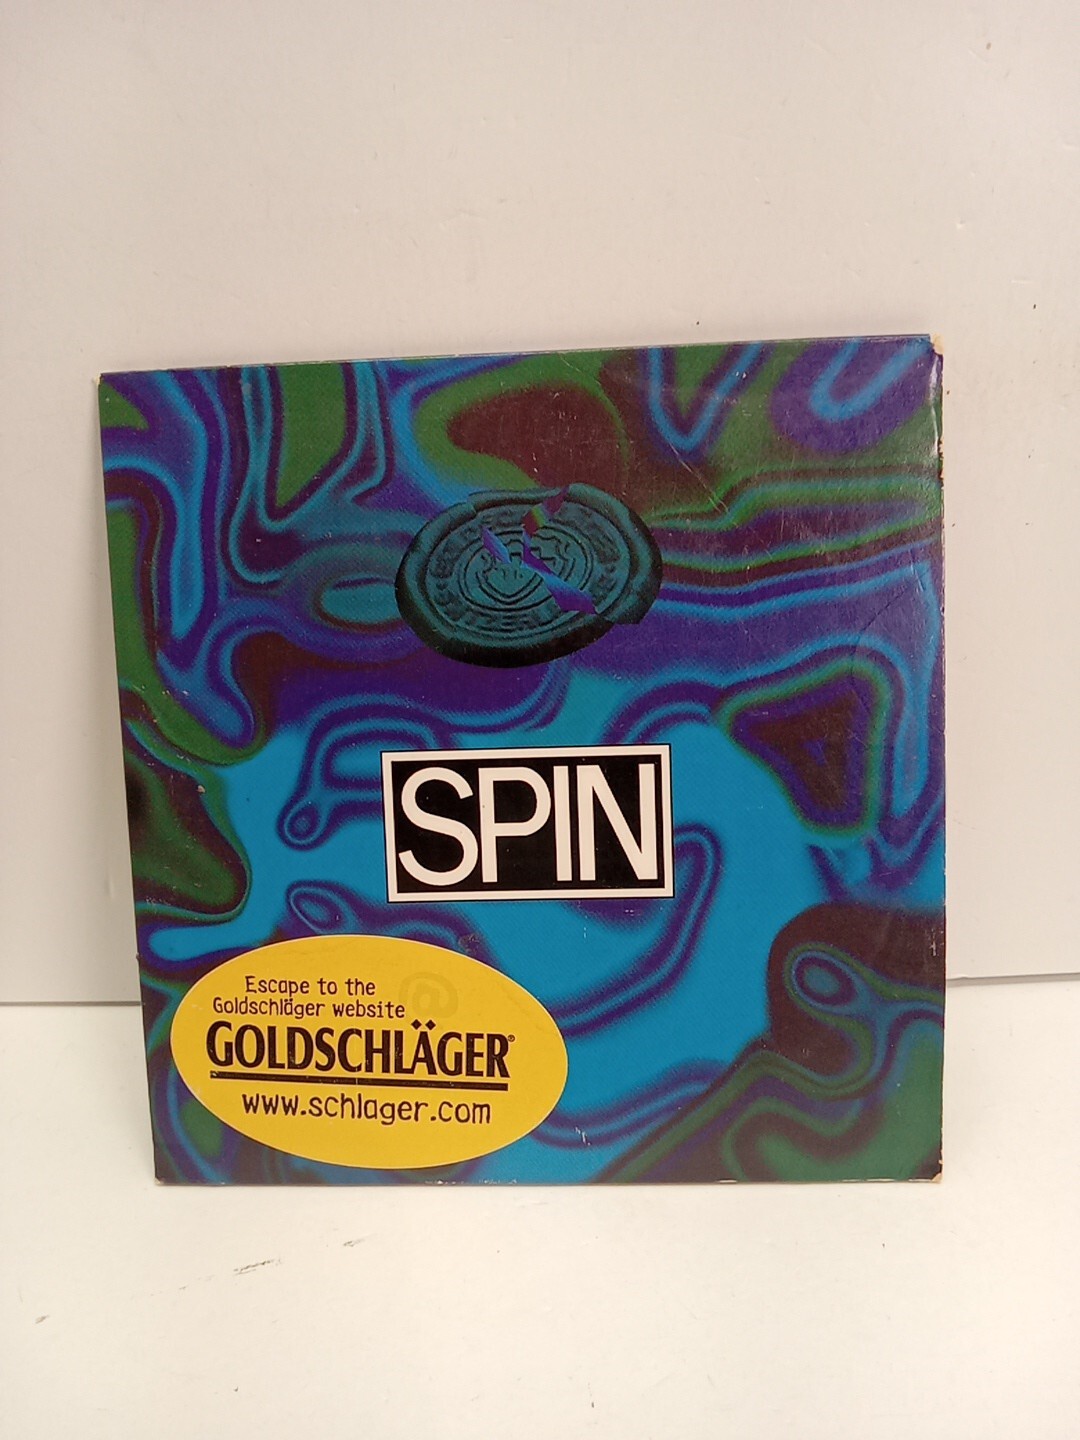 SPIN
Escape to the
Goldschläger website
@
GOLDSCHLÄGER®
www.schlager.com